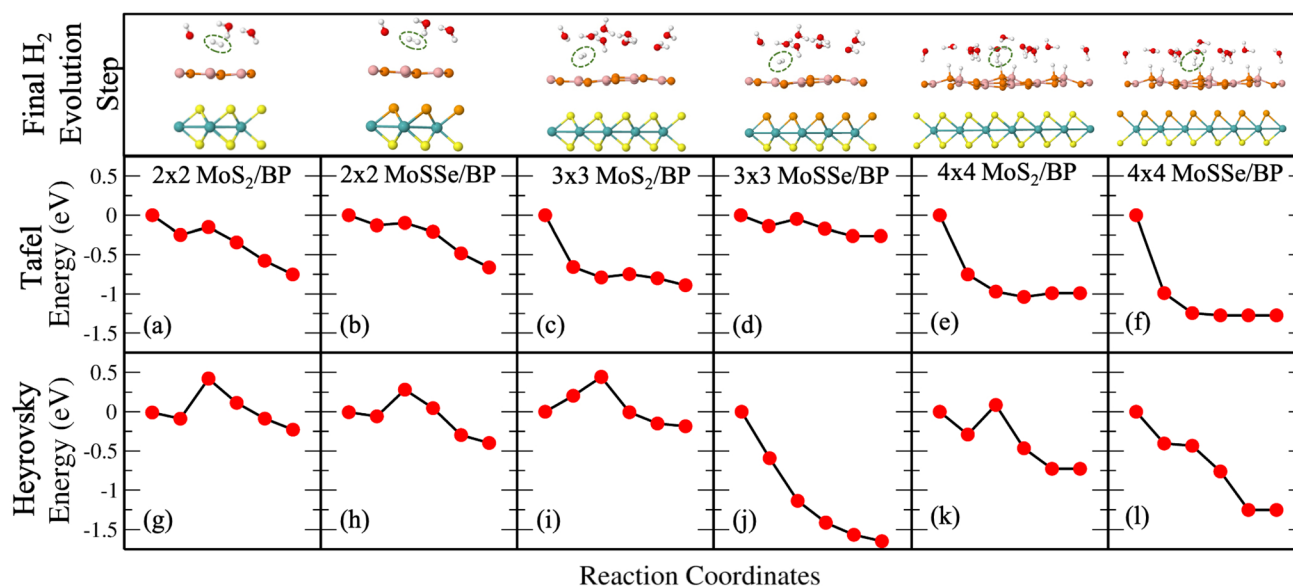 Final H2
Evolution
Step
2x2 MoS2/BP
2x2 MoSSe/BP
3x3 MoS2/BP
3x3 MoSSe/BP
4x4 MoS2/BP
4x4 MoSSe/BP
Tafel
Energy (eV)
0.5
0
-0.5
-1
-1.5
(a)
(b)
(c)
(d)
(e)
(f)
Heyrovsky
Energy (eV)
0.5
0
-0.5
-1
-1.5
(g)
(h)
(i)
(j)
(k)
(l)
Reaction Coordinates